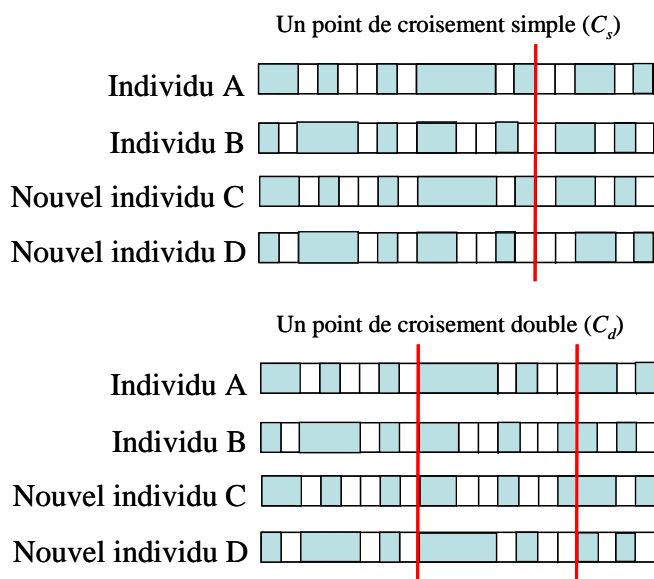 Un point de croisement simple (Cs)
Individu A
Individu B
Nouvel individu C
Nouvel individu D
Un point de croisement double (Cd)
Individu A
Individu B
Nouvel individu C
Nouvel individu D